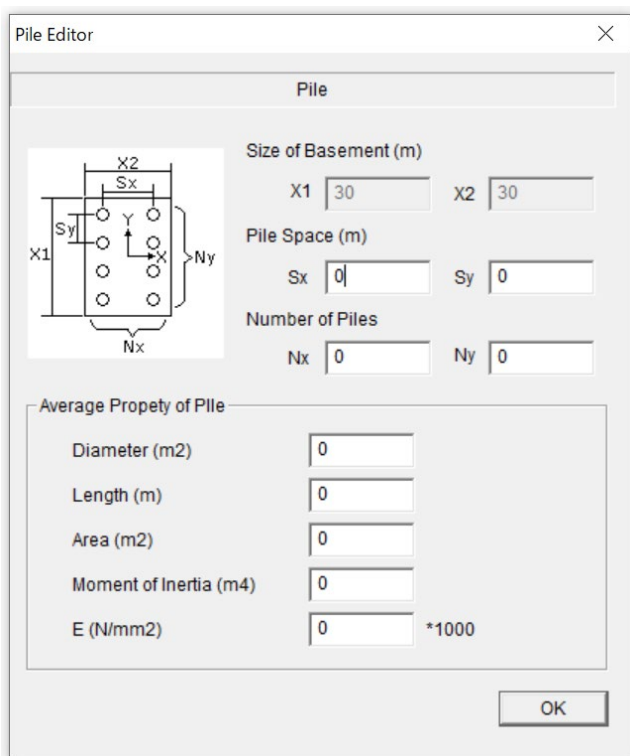 Pile Editor
Pile
X2
Sx
Sy
Y
X1
X
Ny
Nx
Size of Basement (m)
X1 30 X2 30
Pile Space (m)
Sx 0 Sy 0
Number of Piles
Nx 0 Ny 0
Average Propety of PIle
Diameter (m2) 0
Length (m) 0
Area (m2) 0
Moment of Inertia (m4) 0
E (N/mm2) 0 *1000
OK